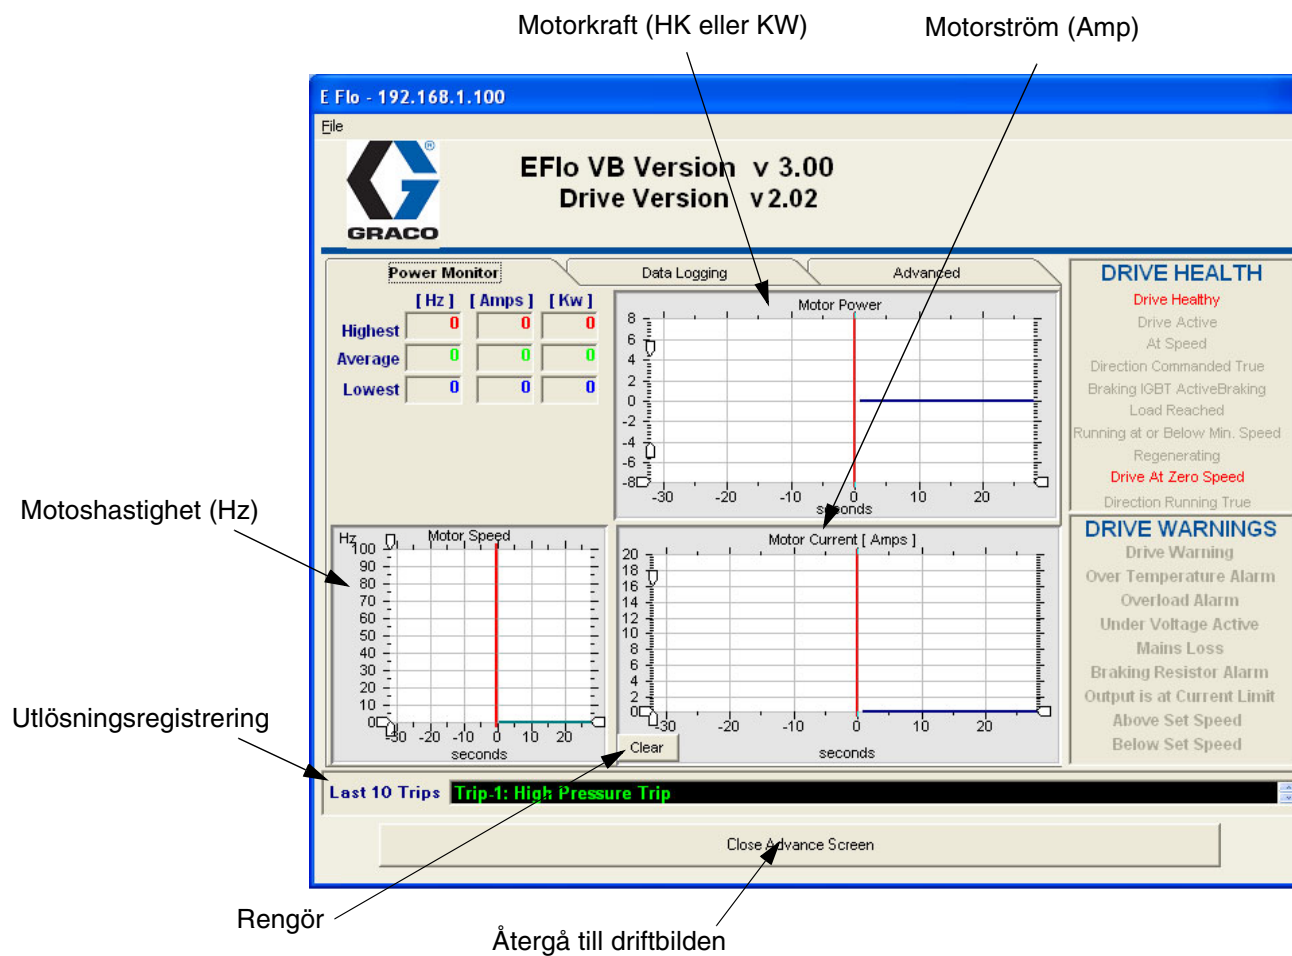 Motorkraft (HK eller KW)
Motorström (Amp)
E Flo - 192.168.1.100
File
GRACO
®
EFlo VB Version v 3.00
Drive Version v2.02
Power Monitor
Data Logging
Advanced
[ Hz ] [ Amps ] [ Kw ]
Highest 0 0 0
Average 0 0 0
Lowest 0 0 0
Motor Power
8
6
4
2
0
-2
-4
-6
-8
-30 -20 -10 0 10 20
seconds
DRIVE HEALTH
Drive Healthy
Drive Active
At Speed
Direction Commanded True
Braking IGBT ActiveBraking
Load Reached
Running at or Below Min. Speed
Regenerating
Drive At Zero Speed
Direction Running True
Motoshastighet (Hz)
Hz
Motor Speed
100
90
80
70
60
50
40
30
20
10
0
-30 -20 -10 0 10 20
seconds
Motor Current [ Amps ]
20
18
16
14
12
10
8
6
4
2
0
-30 -20 -10 0 10 20
seconds
Clear
DRIVE WARNINGS
Drive Warning
Over Temperature Alarm
Overload Alarm
Under Voltage Active
Mains Loss
Braking Resistor Alarm
Output is at Current Limit
Above Set Speed
Below Set Speed
Utlösningsregistrering
Last 10 Trips Trip-1: High Pressure Trip
Close Advance Screen
Rengör
Återgå till driftbilden